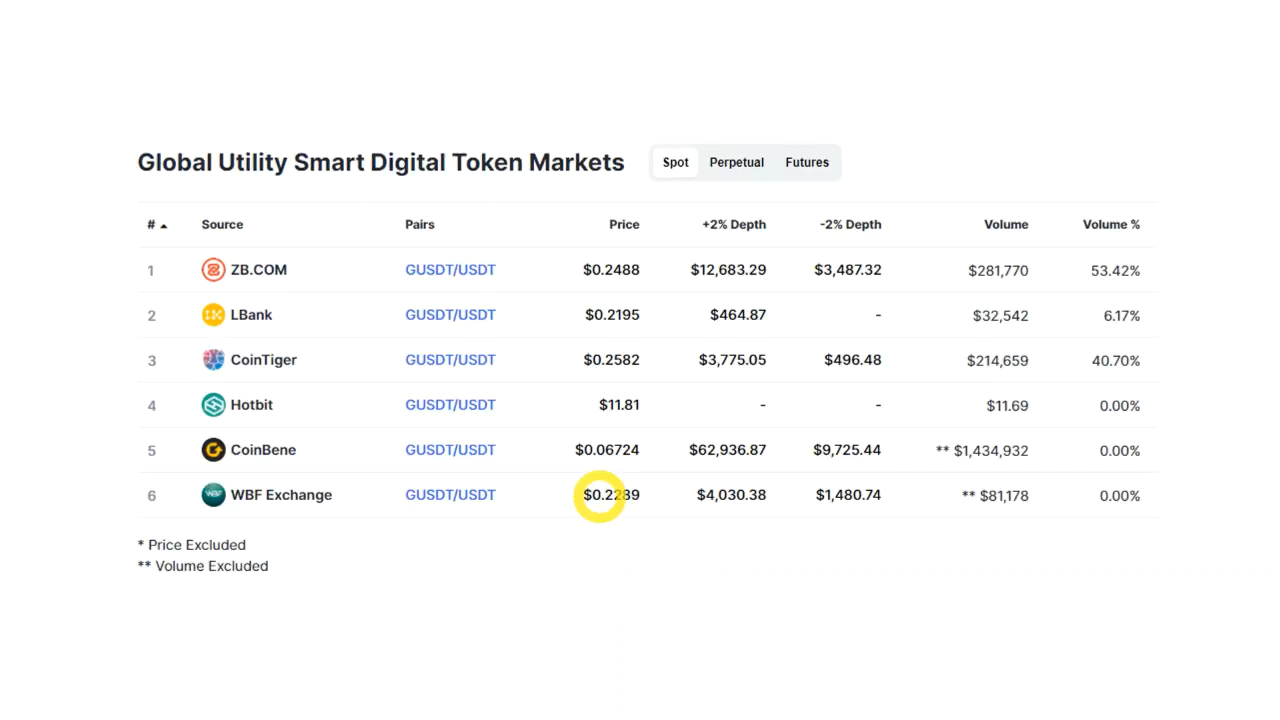 Global Utility Smart Digital Token Markets Spot Perpetual Futures
# Source Pairs Price +2% Depth -2% Depth Volume Volume %
1 ZB.COM GUSDT/USDT $0.2488 $12,683.29 $3,487.32 $281,770 53.42%
2 LBank GUSDT/USDT $0.2195 $464.87 - $32,542 6.17%
3 CoinTiger GUSDT/USDT $0.2582 $3,775.05 $496.48 $214,659 40.70%
4 Hotbit GUSDT/USDT $11.81 - - $11.69 0.00%
5 CoinBene GUSDT/USDT $0.06724 $62,936.87 $9,725.44 ** $1,434,932 0.00%
6 WBF WBF Exchange GUSDT/USDT $0.2289 $4,030.38 $1,480.74 ** $81,178 0.00%
* Price Excluded
** Volume Excluded